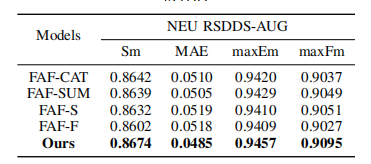 Models NEU RSDDS-AUG
Sm MAE maxEm maxFm
FAF-CAT 0.8642 0.0510 0.9420 0.9037
FAF-SUM 0.8639 0.0505 0.9429 0.9049
FAF-S 0.8632 0.0519 0.9410 0.9051
FAF-F 0.8602 0.0518 0.9409 0.9027
Ours 0.8674 0.0485 0.9457 0.9095